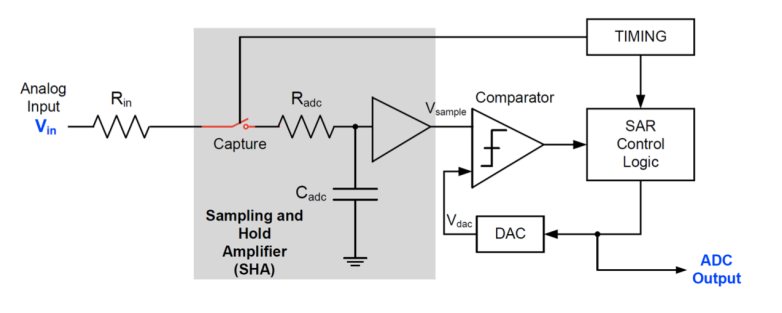 TIMING
Analog
Input
Vin
Rin
Capture
Radc
Cadc
Sampling and
Hold
Amplifier
(SHA)
Vsample
Comparator
SAR
Control
Logic
Vdac
DAC
ADC
Output